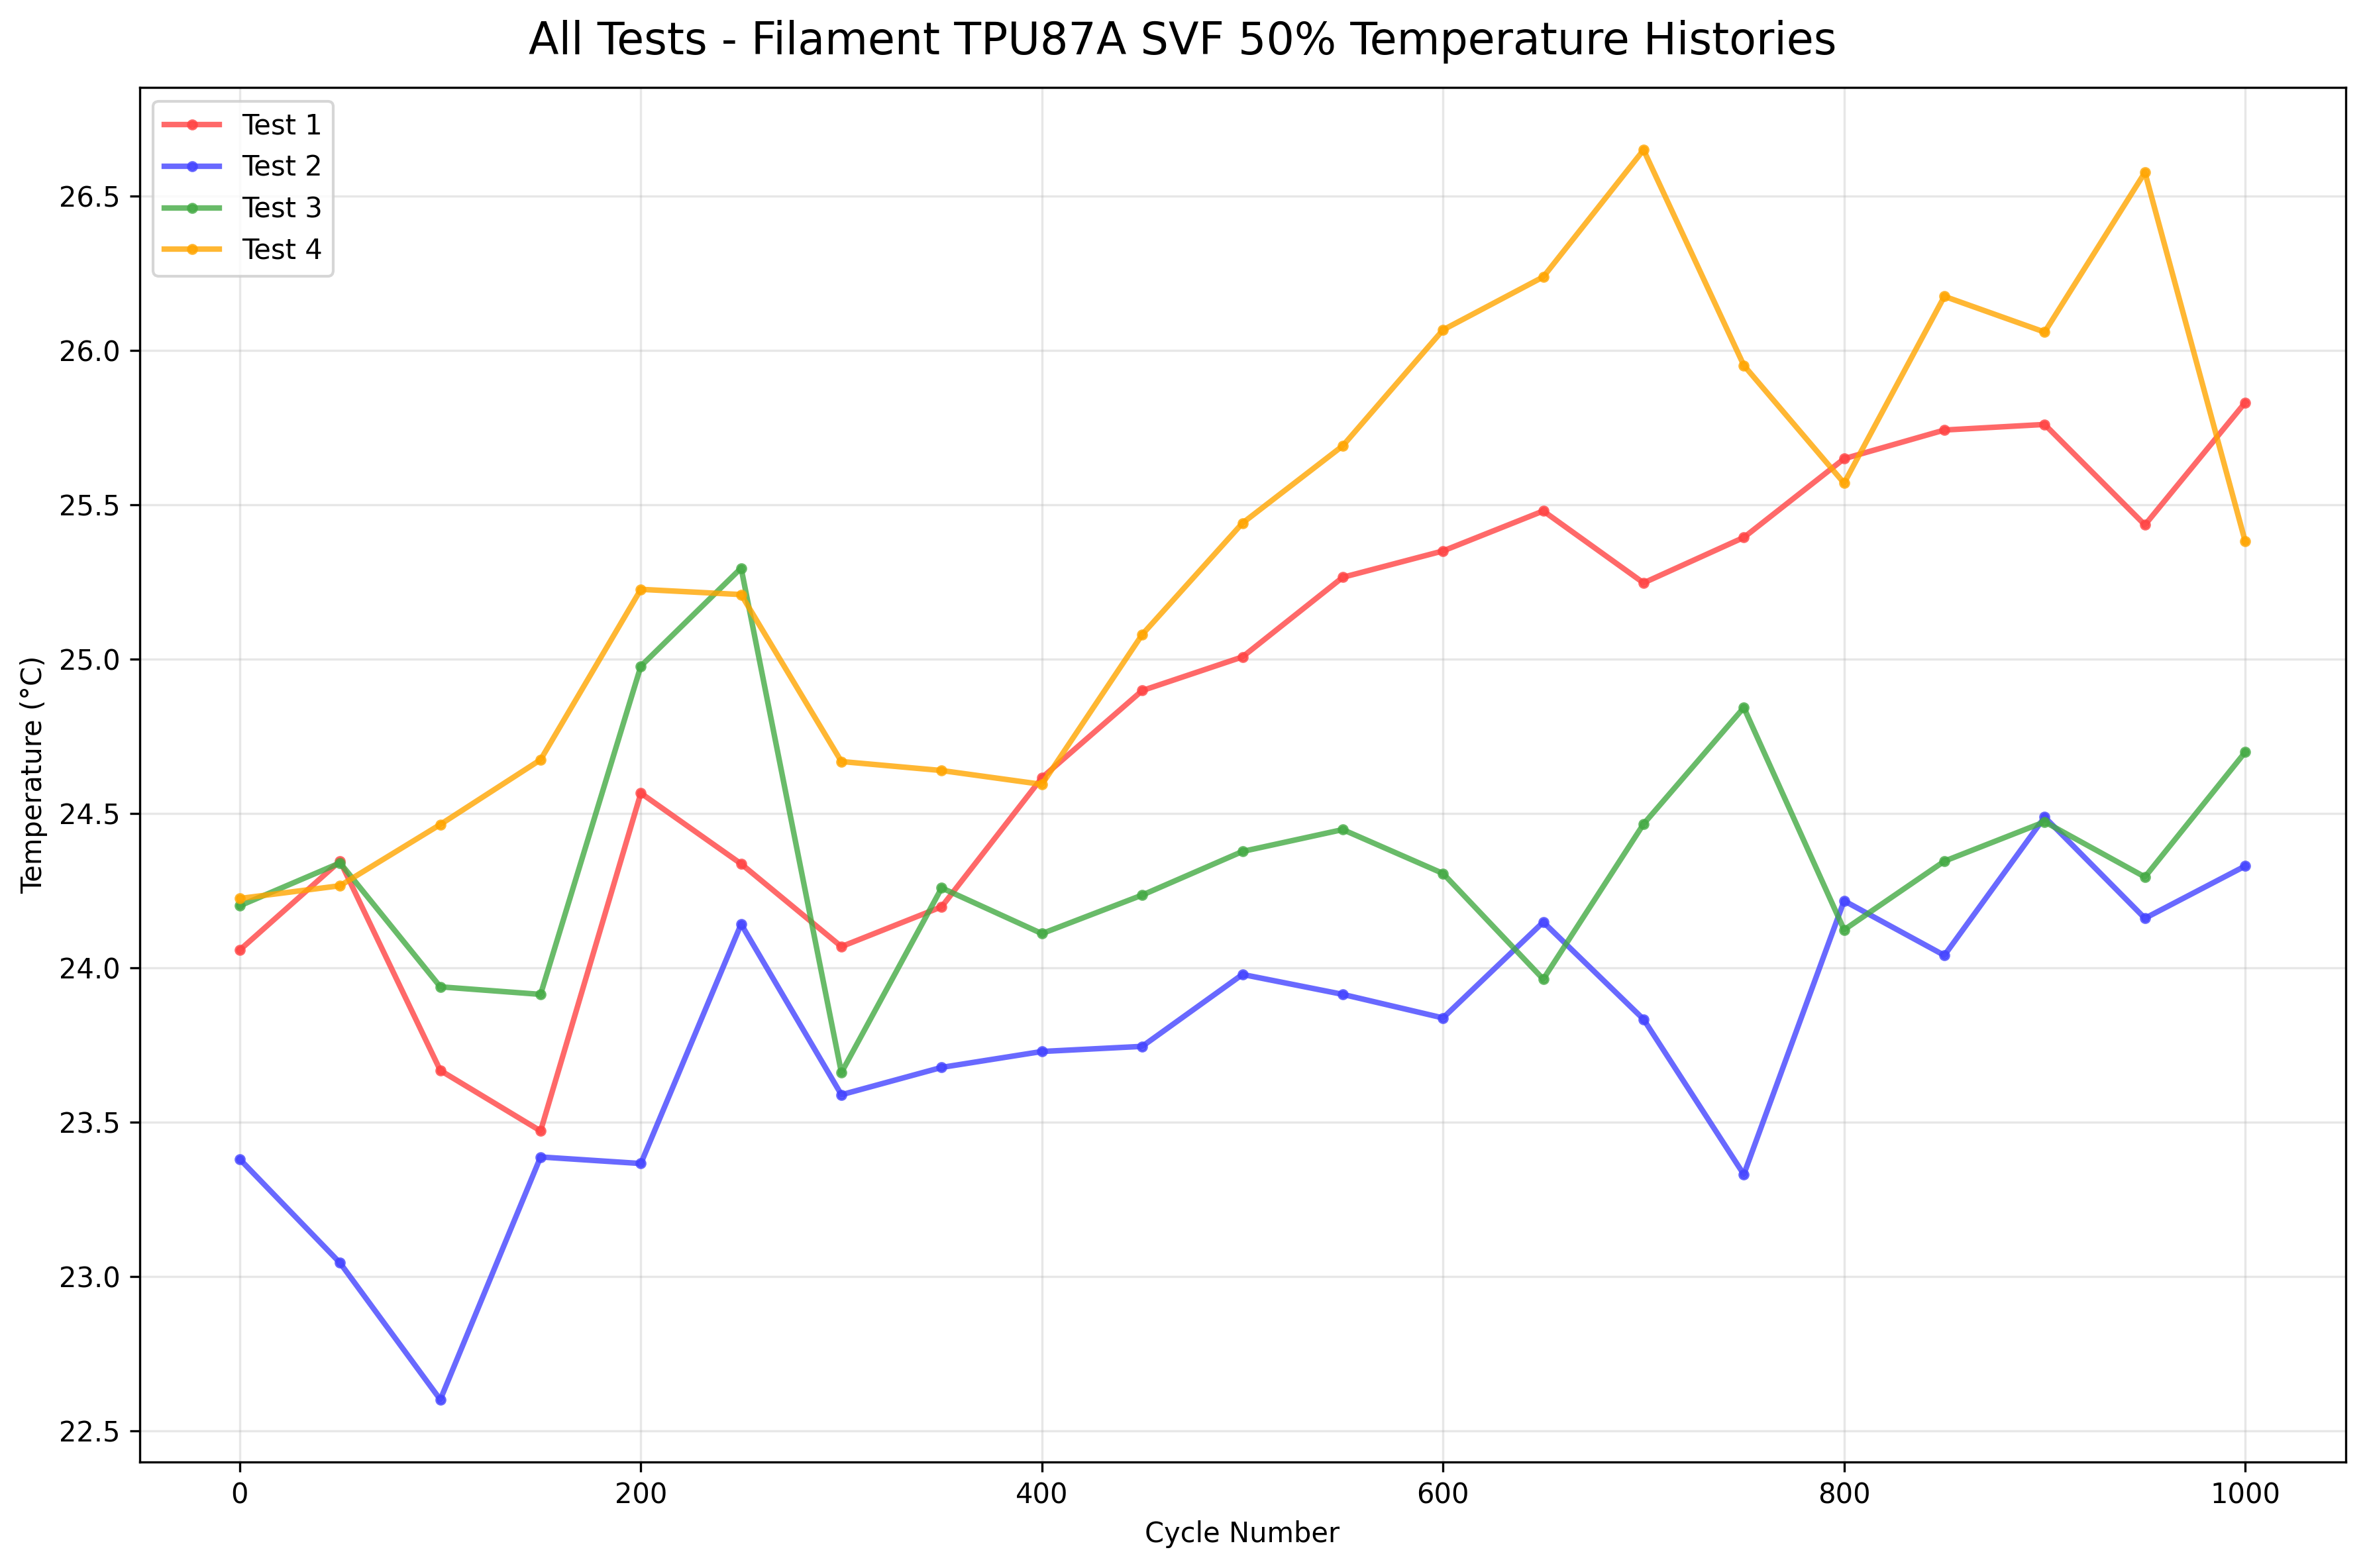 All Tests - Filament TPU87A SVF 50% Temperature Histories
Test 1
Test 2
Test 3
Test 4
Temperature (°C)
26.5
26.0
25.5
25.0
24.5
24.0
23.5
23.0
22.5
0
200
400
600
800
1000
Cycle Number